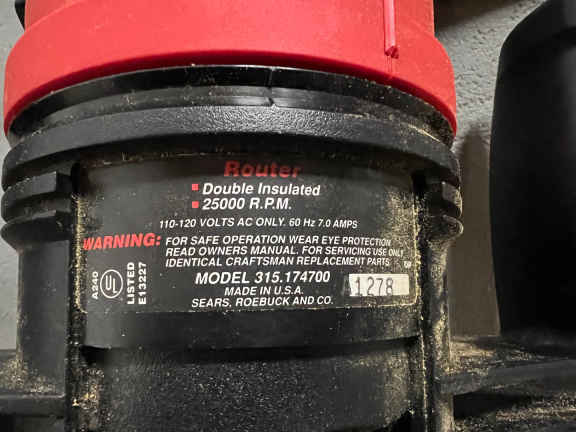 Router
Double Insulated
25000 R.P.M.
110-120 VOLTS AC ONLY. 60 Hz 7.0 AMPS
WARNING: FOR SAFE OPERATION WEAR EYE PROTECTION
READ OWNERS MANUAL. FOR SERVICING USE ONLY
IDENTICAL CRAFTSMAN REPLACEMENT PARTS.
A240 UL LISTED E13227
MODEL 315.174700 1278
MADE IN U.S.A.
SEARS, ROEBUCK AND CO.